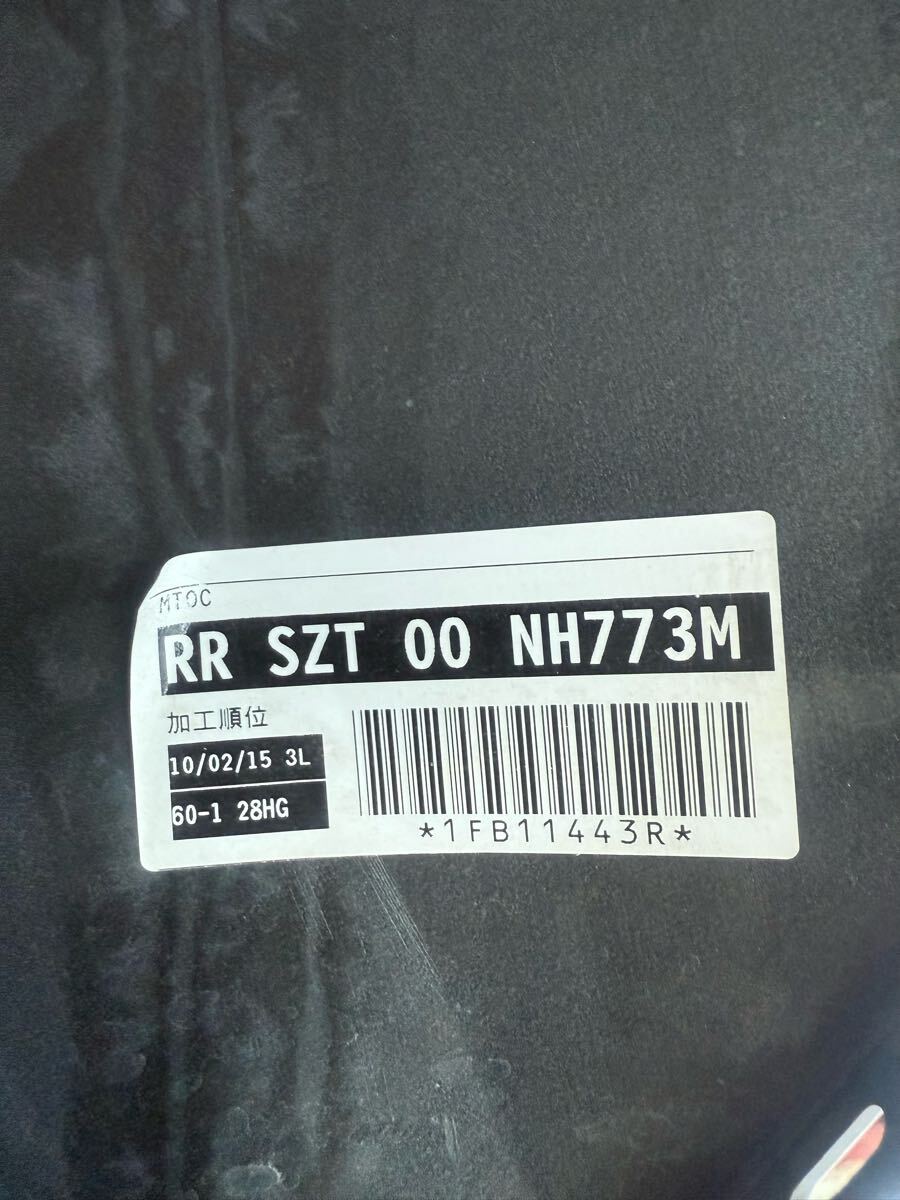 MTOC
RR SZT 00 NH773M
加工順位
10/02/15 3L
60-1 28HG
*1FB11443R*